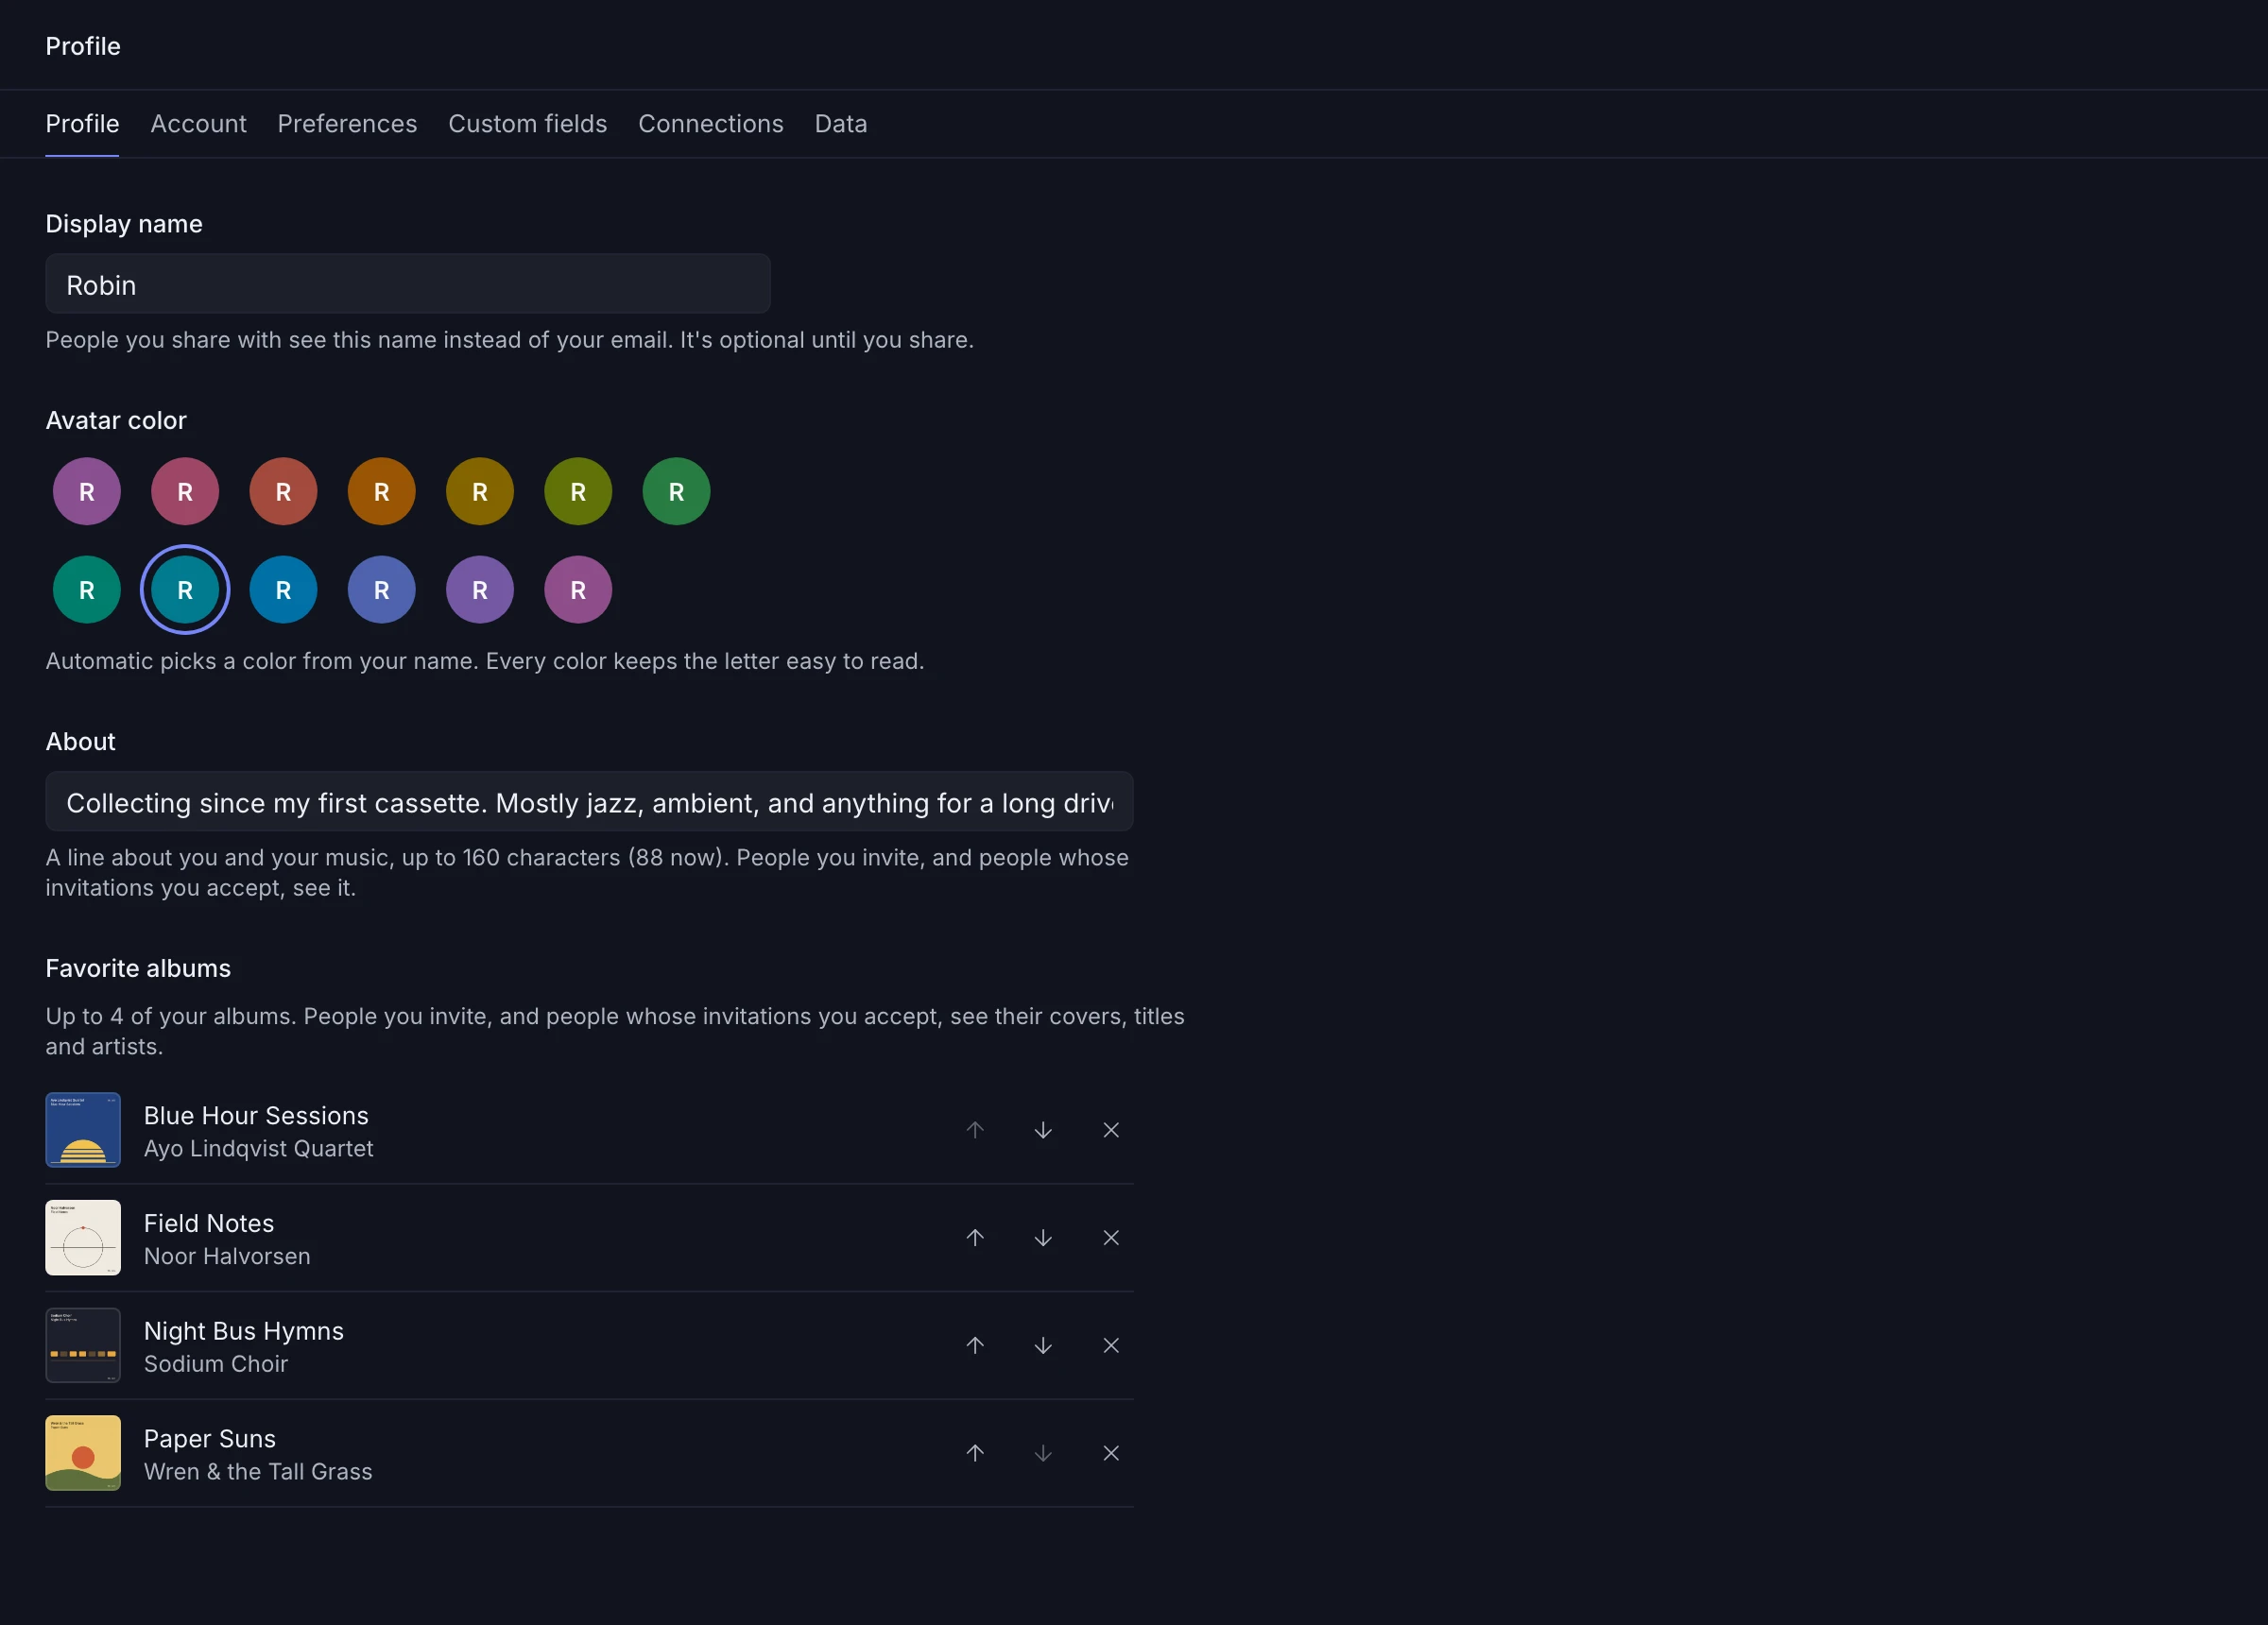 Profile
Profile Account Preferences Custom fields Connections Data
Display name
Robin
People you share with see this name instead of your email. It's optional until you share.
Avatar color
R R R R R R R
R R R R R R
Automatic picks a color from your name. Every color keeps the letter easy to read.
About
Collecting since my first cassette. Mostly jazz, ambient, and anything for a long
A line about you and your music, up to 160 characters (88 now). People you invite, and people whose
invitations you accept, see it.
Favorite albums
Up to 4 of your albums. People you invite, and people whose invitations you accept, see their covers, titles
and artists.
Blue Hour Sessions
Ayo Lindqvist Quartet
Field Notes
Noor Halvorsen
Night Bus Hymns
Sodium Choir
Paper Suns
Wren & the Tall Grass